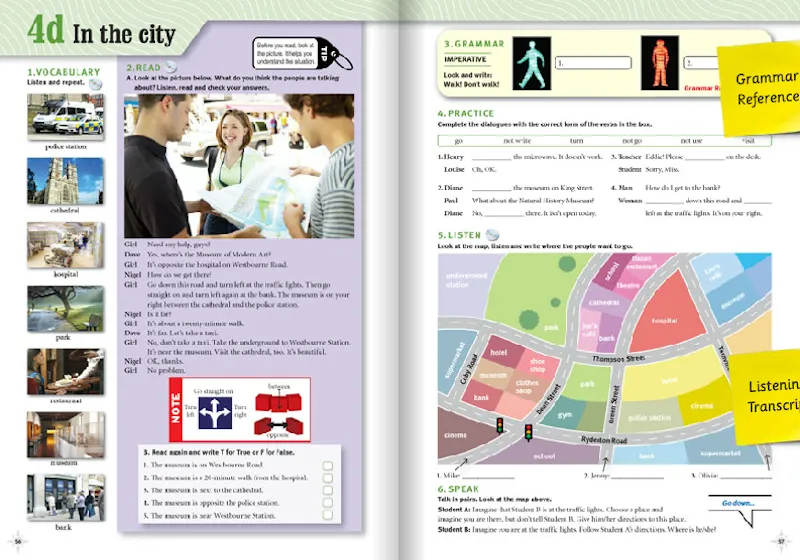 4d In the city
1. VOCABULARY
Listen and repeat.
police station
cathedral
hospital
park
restaurant
museum
bank
56
2. READ
Before you read, look at
the picture. It helps you
understand the situation.
TIP
A. Look at the picture below. What do you think the people are talking
about? Listen, read and check your answers.
Girl Need any help, guys?
Dave Yes, where's the Museum of Modern Art?
Girl It's opposite the hospital on Westbourne Road.
Nigel How do we get there?
Girl Go down this road and turn left at the traffic lights. Then go
straight on and turn left again at the bank. The museum is on your
right between the cathedral and the police station.
Nigel Is it far?
Girl It's about a twenty-minute walk.
Dave It's far. Let's take a taxi.
Girl No, don't take a taxi. Take the underground to Westbourne Station.
It's near the museum. Visit the cathedral, too. It's beautiful.
Nigel OK, thanks.
Girl No problem.
NOTE
Go straight on
Turn left
Turn right
between
opposite
B. Read again and write T for True or F for False.
1. The museum is on Westbourne Road.
2. The museum is a 20-minute walk from the hospital.
3. The museum is next to the cathedral.
4. The museum is opposite the police station.
5. The museum is near Westbourne Station.
3. GRAMMAR
IMPERATIVE
Look and write:
Walk! Don't walk!
1.
2.
Grammar Re
Grammar
Reference
4. PRACTICE
Complete the dialogues with the correct form of the verbs in the box.
go not write turn not go not use visit
1. Henry ________ the microwave. It doesn't work.
Louise Oh, OK.
2. Diane ________ the museum on King Street.
Paul What about the Natural History Museum?
Diane No, ________ there. It isn't open today.
3. Teacher Eddie! Please ________ on the desk.
Student Sorry, Miss.
4. Man How do I get to the bank?
Woman ________ down this road and ________
left at the traffic lights. It's on your right.
5. LISTEN
Look at the map, listen and write where the people want to go.
underground
station
park
school
theatre
cathedral
bank
hospital
museum
supermarket
Thompson Street
hotel
shoe
shop
museum
clothes
shop
bank
park
gym
hotel
cinema
police station
Green Street
Rydenton Road
cinema
school
bank
supermarket
Listening
Transcrip
1. Mike:
2. Jenny:
3. Olivia:
6. SPEAK
Talk in pairs. Look at the map above.
Student A: Imagine that Student B is at the traffic lights. Choose a place and
imagine you are there, but don't tell Student B. Give him/her directions to this place.
Student B: Imagine you are at the traffic lights. Follow Student A's directions. Where is he/she?
Go down...
57